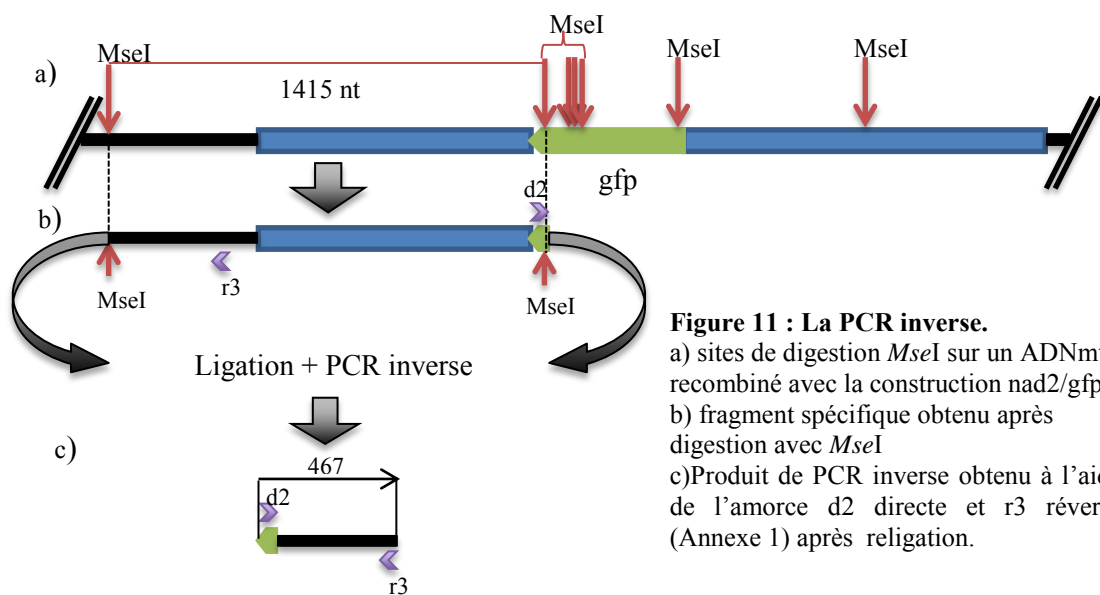 MseI
MseI
MseI
MseI
a)
1415 nt
gfp
d2
b)
r3
MseI
MseI
Ligation + PCR inverse
c)
467
d2
r3
Figure 11 : La PCR inverse.
a) sites de digestion MseI sur un ADNm
recombiné avec la construction nad2/gfp
b) fragment spécifique obtenu après
digestion avec MseI
c)Produit de PCR inverse obtenu à l'aid
de l'amorce d2 directe et r3 réver
(Annexe 1) après religation.